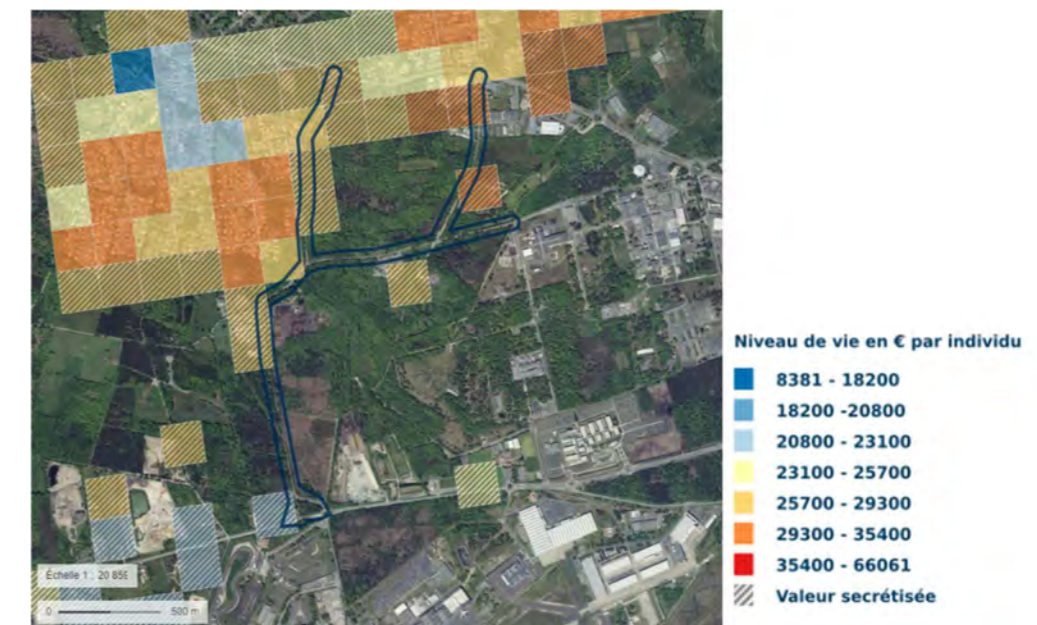 Niveau de vie en € par individu
8381 - 18200
18200 -20800
20800 - 23100
23100 - 25700
25700 - 29300
29300 - 35400
35400 - 66061
Valeur secrétisée
Échelle 1 : 20 855
0 500 m